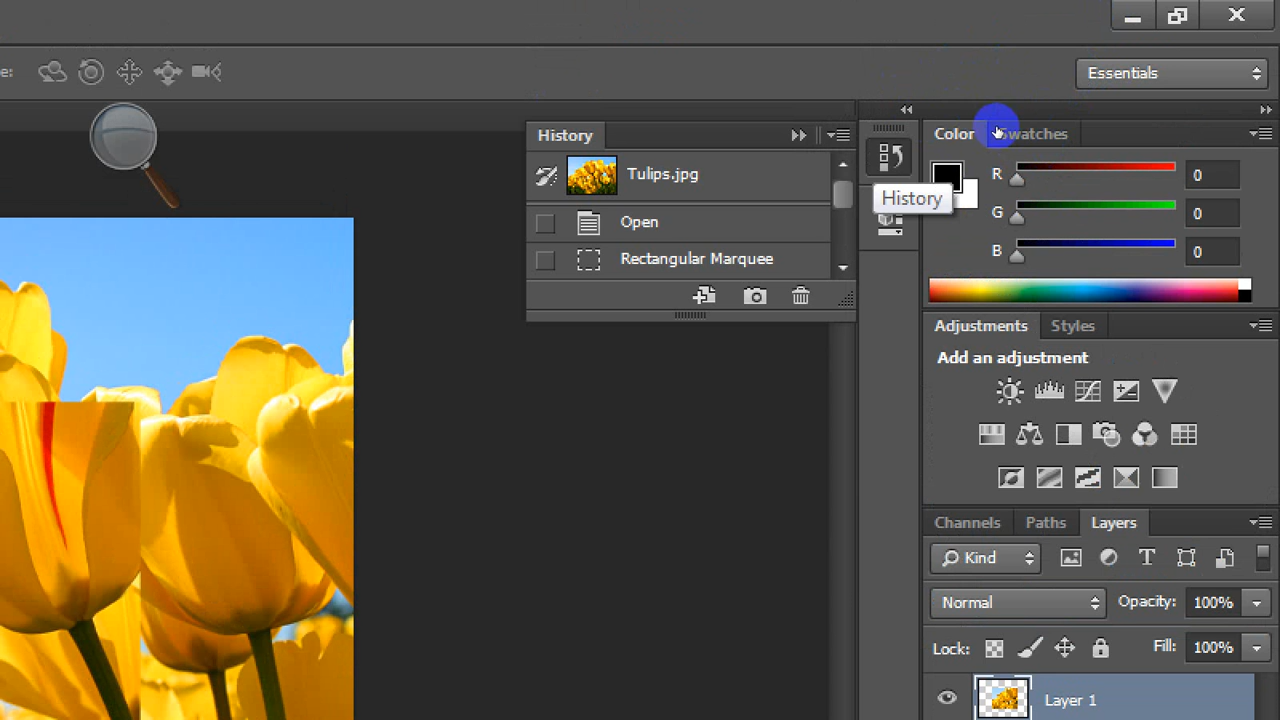 e:
Essentials
History
Tulips.jpg
Open
Rectangular Marquee
History
Color Swatches
R 0
G 0
B 0
Adjustments Styles
Add an adjustment
Channels Paths Layers
Kind
Normal Opacity: 100%
Lock: Fill: 100%
Layer 1